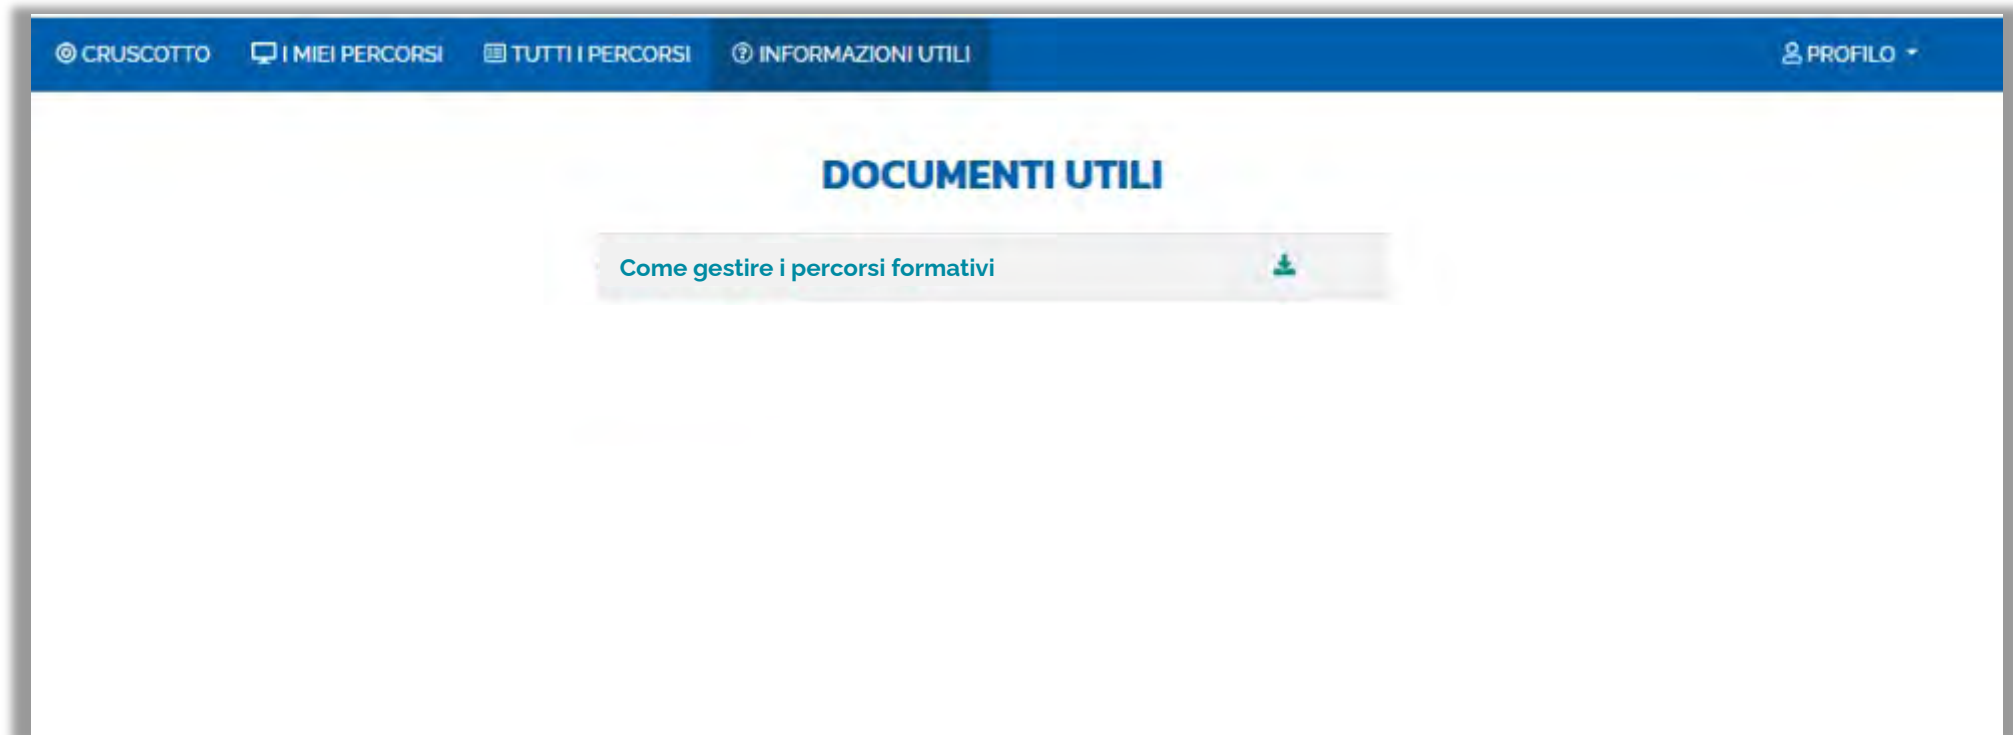 CRUSCOTTO I MIEI PERCORSI TUTTI I PERCORSI INFORMAZIONI UTILI PROFILO
DOCUMENTI UTILI
Come gestire i percorsi formativi